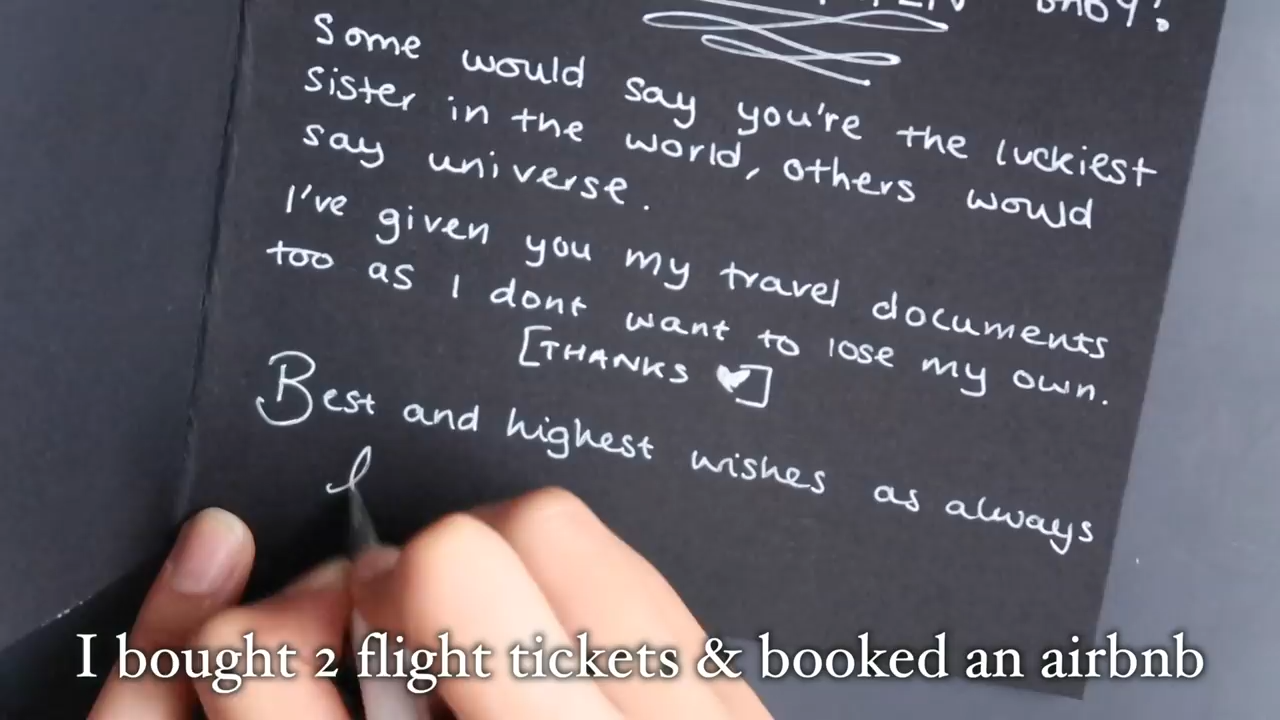 BABY!
Some would say you're the luckiest
sister in the world, others would
say universe.
I've given you my travel documents
too as I dont want to lose my own.
[THANKS ♥]
Best and highest wishes as always
I bought 2 flight tickets & booked an airbnb